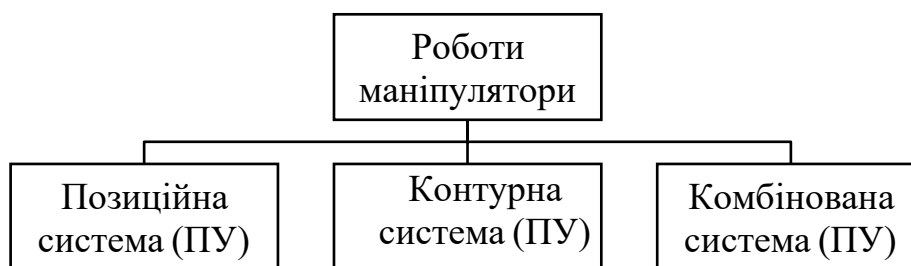 Роботи
маніпулятори
Позиційна
система (ПУ)
Контурна
система (ПУ)
Комбінована
система (ПУ)